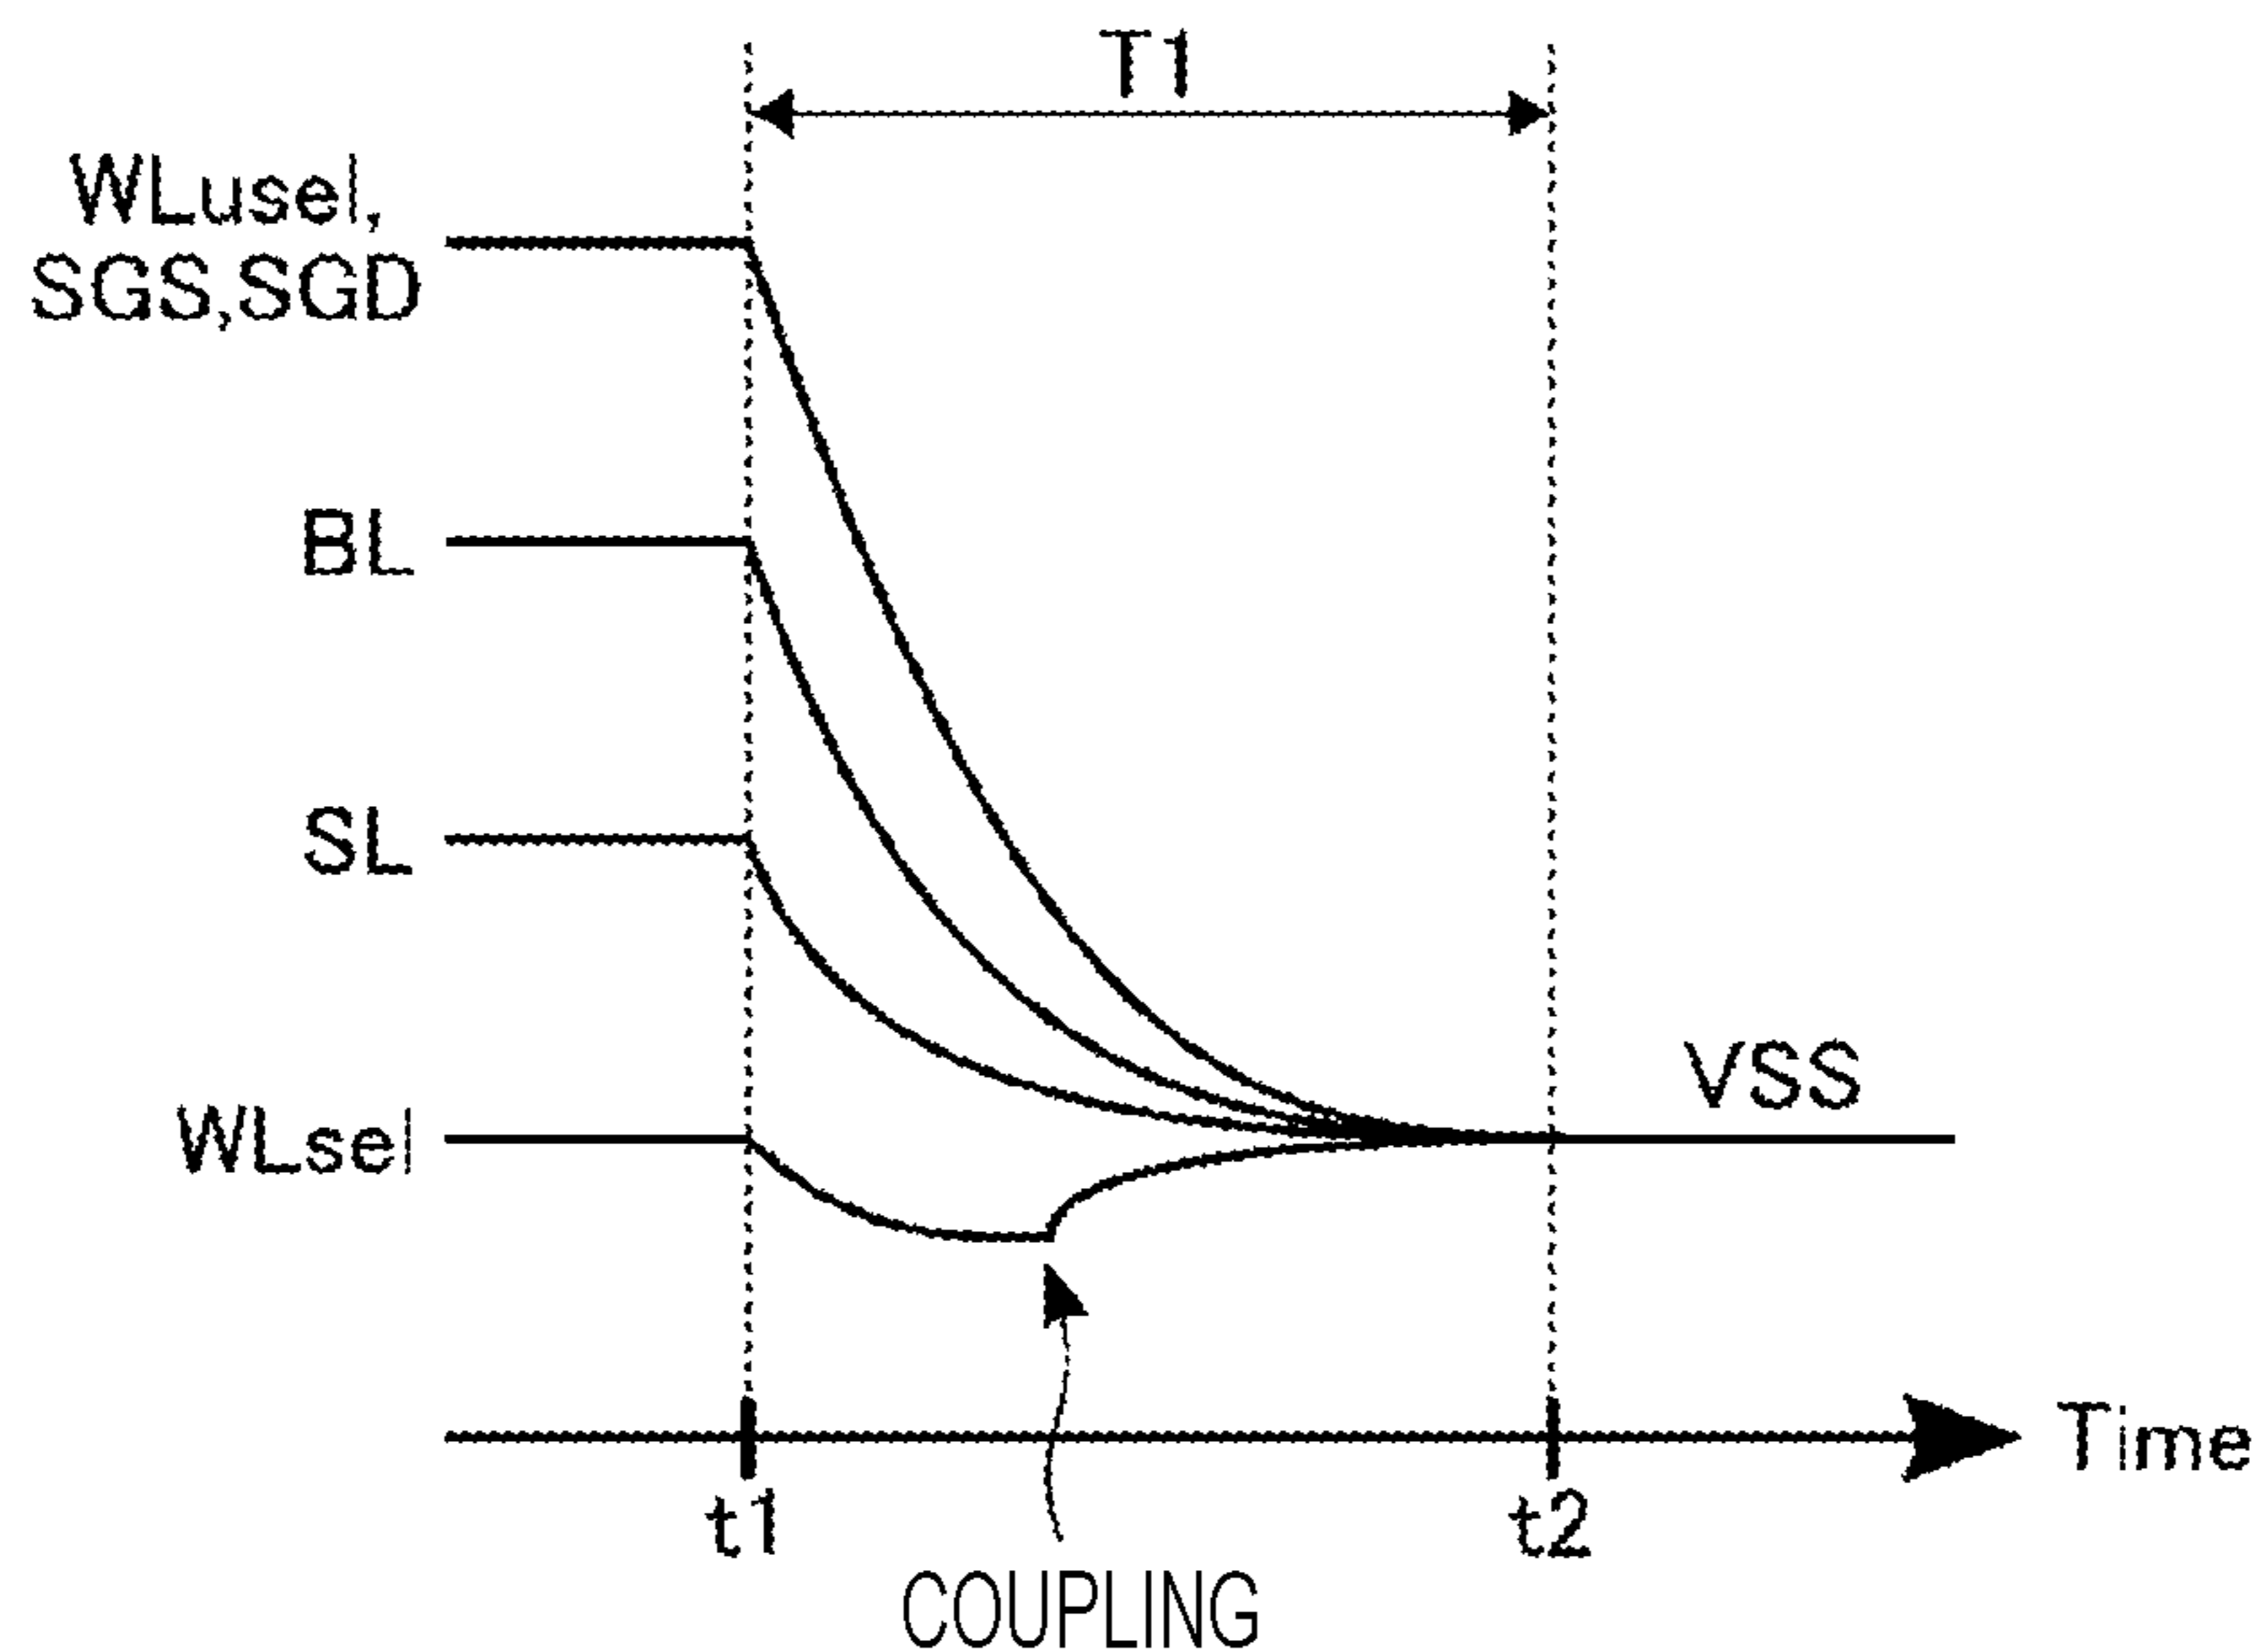 T1
WLusel,
SGS,SGD
BL
SL
VSS
WLsel
Time
t1
t2
COUPLING